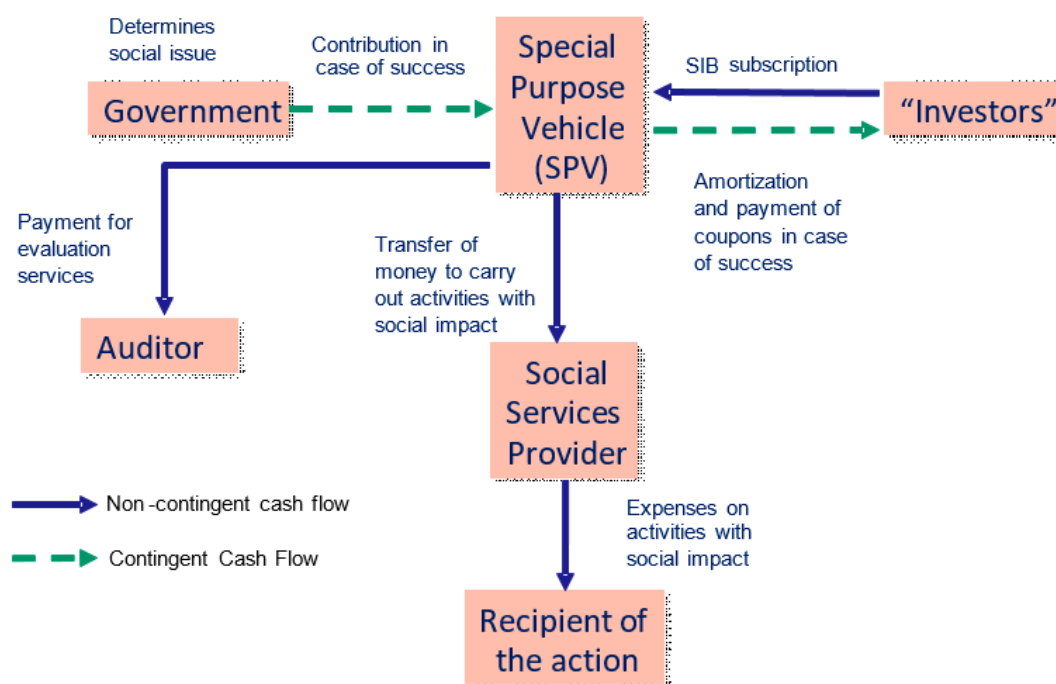 Determines
social issue
Government
Contribution in
case of success
Special
Purpose
Vehicle
(SPV)
SIB subscription
“Investors”
Amortization
and payment of
coupons in case
of success
Payment for
evaluation
services
Auditor
Transfer of
money to carry
out activities with
social impact
Social
Services
Provider
Non-contingent cash flow
Contingent Cash Flow
Expenses on
activities with
social impact
Recipient of
the action